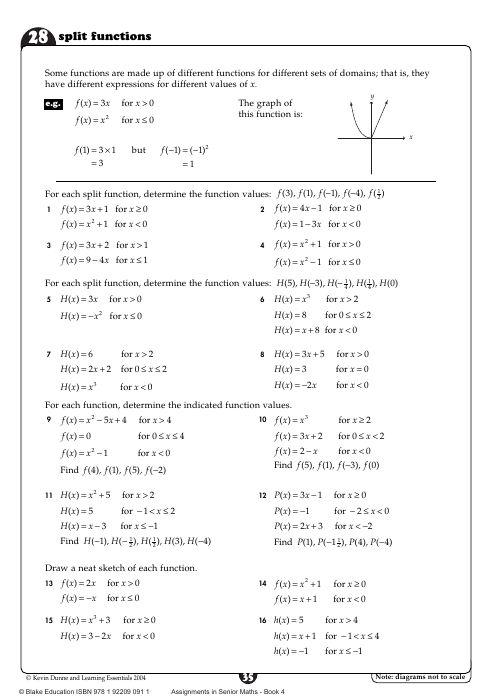 28 split functions
Some functions are made up of different functions for different sets of domains; that is, they
have different expressions for different values of x.
e.g. f(x) = 3x for x > 0
f(x) = x² for x ≤ 0
f(1) = 3×1 but f(−1) = (−1)²
= 3 = 1
The graph of
this function is:
y
x
For each split function, determine the function values: f(3), f(1), f(−1), f(−4), f(½)
1 f(x) = 3x + 1 for x ≥ 0
f(x) = x² + 1 for x < 0
2 f(x) = 4x − 1 for x ≥ 0
f(x) = 1 − 3x for x < 0
3 f(x) = 3x + 2 for x > 1
f(x) = 9 − 4x for x ≤ 1
4 f(x) = x² + 1 for x > 0
f(x) = x² − 1 for x ≤ 0
For each split function, determine the function values: H(5), H(−3), H(−¼), H(¼), H(0)
5 H(x) = 3x for x > 0
H(x) = −x² for x ≤ 0
6 H(x) = x³ for x > 2
H(x) = 8 for 0 ≤ x ≤ 2
H(x) = x + 8 for x < 0
7 H(x) = 6 for x > 2
H(x) = 2x + 2 for 0 ≤ x ≤ 2
H(x) = x³ for x < 0
8 H(x) = 3x + 5 for x > 0
H(x) = 3 for x = 0
H(x) = −2x for x < 0
For each function, determine the indicated function values.
9 f(x) = x² − 5x + 4 for x > 4
f(x) = 0 for 0 ≤ x ≤ 4
f(x) = x² − 1 for x < 0
Find f(4), f(1), f(5), f(−2)
10 f(x) = x³ for x ≥ 2
f(x) = 3x + 2 for 0 ≤ x < 2
f(x) = 2 − x for x < 0
Find f(5), f(1), f(−3), f(0)
11 H(x) = x² + 5 for x > 2
H(x) = 5 for −1 < x ≤ 2
H(x) = x − 3 for x ≤ −1
Find H(−1), H(−½), H(½), H(3), H(−4)
12 P(x) = 3x − 1 for x ≥ 0
P(x) = −1 for −2 ≤ x < 0
P(x) = 2x + 3 for x < −2
Find P(1), P(−1½), P(4), P(−4)
Draw a neat sketch of each function.
13 f(x) = 2x for x > 0
f(x) = −x for x ≤ 0
14 f(x) = x² + 1 for x ≥ 0
f(x) = x + 1 for x < 0
15 H(x) = x³ + 3 for x ≥ 0
H(x) = 3 − 2x for x < 0
16 h(x) = 5 for x > 4
h(x) = x + 1 for −1 < x ≤ 4
h(x) = −1 for x ≤ −1
© Kevin Dunne and Learning Essentials 2004 35 Note: diagrams not to scale
© Blake Education ISBN 978 1 92209 091 1 Assignments in Senior Maths - Book 4